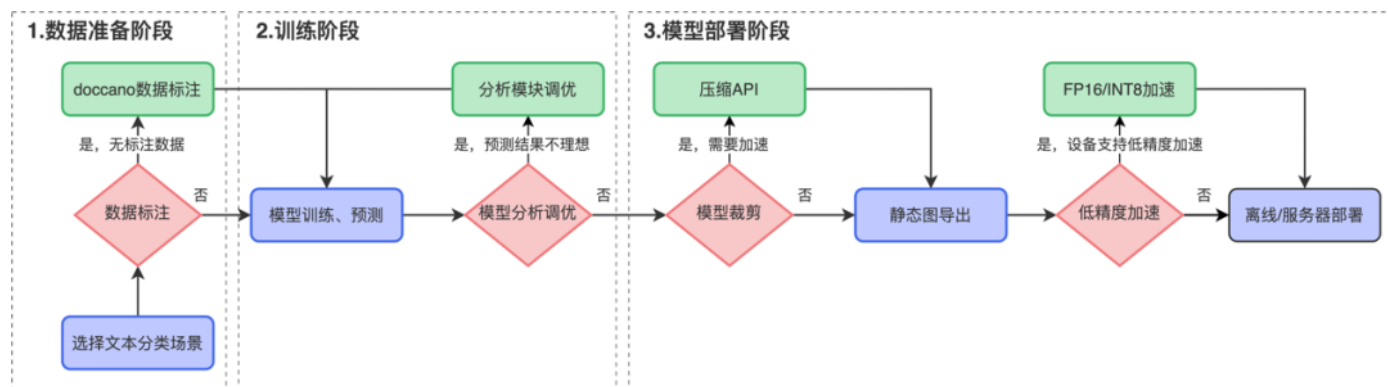 1.数据准备阶段
2.训练阶段
3.模型部署阶段
doccano数据标注
分析模块调优
压缩API
FP16/INT8加速
是，无标注数据
是，预测结果不理想
是，需要加速
是，设备支持低精度加速
数据标注
否
模型训练、预测
模型分析调优
否
模型裁剪
否
静态图导出
低精度加速
否
离线/服务器部署
选择文本分类场景